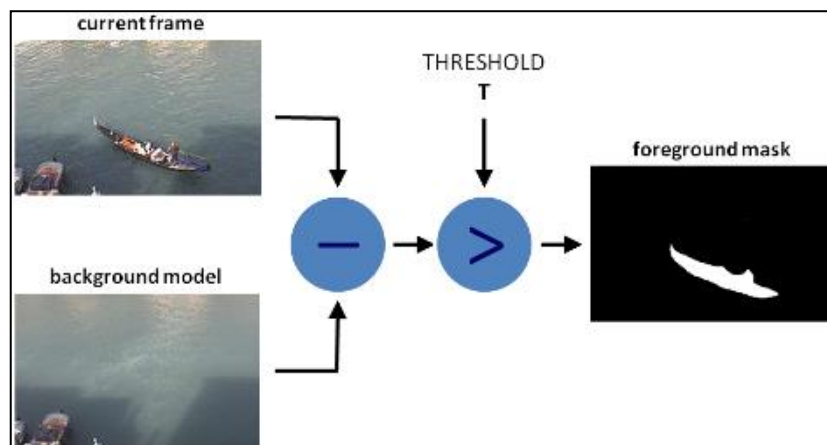 current frame
THRESHOLD
T
foreground mask
−
>
background model